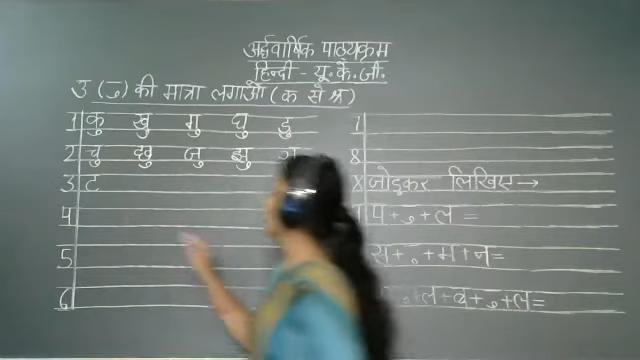 अर्द्धवार्षिक पाठ्यक्रम
हिन्दी - यू. के. जी.
उ (ु) की मात्रा लगाओ (क से श्र)
1 कु खु गु घु ङु
2 चु छु जु झु
3 ट
4
5
6
7
8
X जोड़कर लिखिए →
प + ु + ल =
स + ु + म + न =
ु + ल + ब + ु + ल =